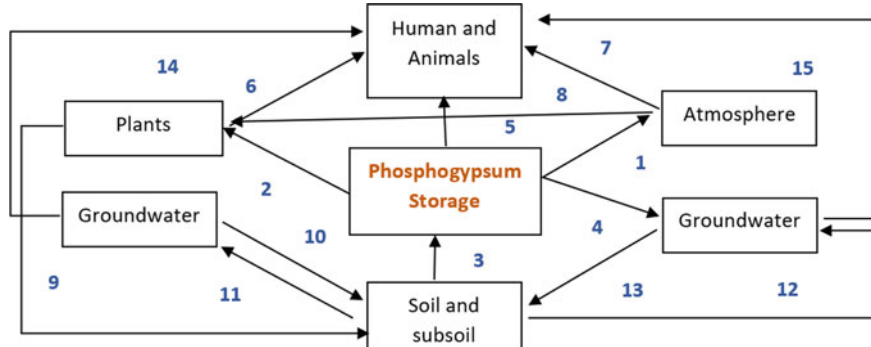 Human and
Animals
7
14
15
6
8
Plants
5
Atmosphere
Phosphogypsum
Storage
1
2
Groundwater
Groundwater
10
4
3
9
11
13
12
Soil and
subsoil